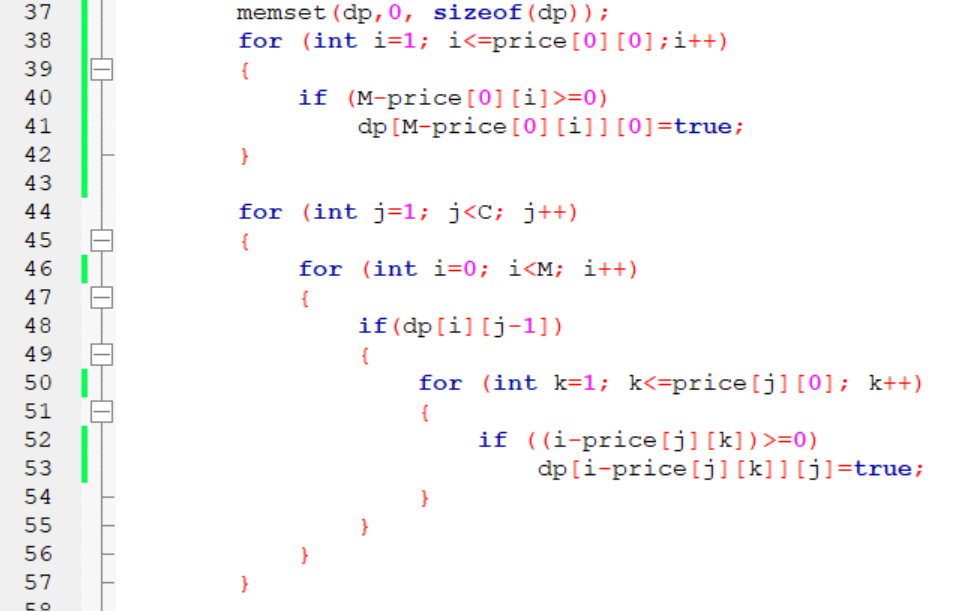 37 memset(dp,0, sizeof(dp));
38 for (int i=1; i<=price[0][0];i++)
39 {
40 if (M-price[0][i]>=0)
41 dp[M-price[0][i]][0]=true;
42 }
43
44 for (int j=1; j<C; j++)
45 {
46 for (int i=0; i<M; i++)
47 {
48 if(dp[i][j-1])
49 {
50 for (int k=1; k<=price[j][0]; k++)
51 {
52 if ((i-price[j][k])>=0)
53 dp[i-price[j][k]][j]=true;
54 }
55 }
56 }
57 }
58